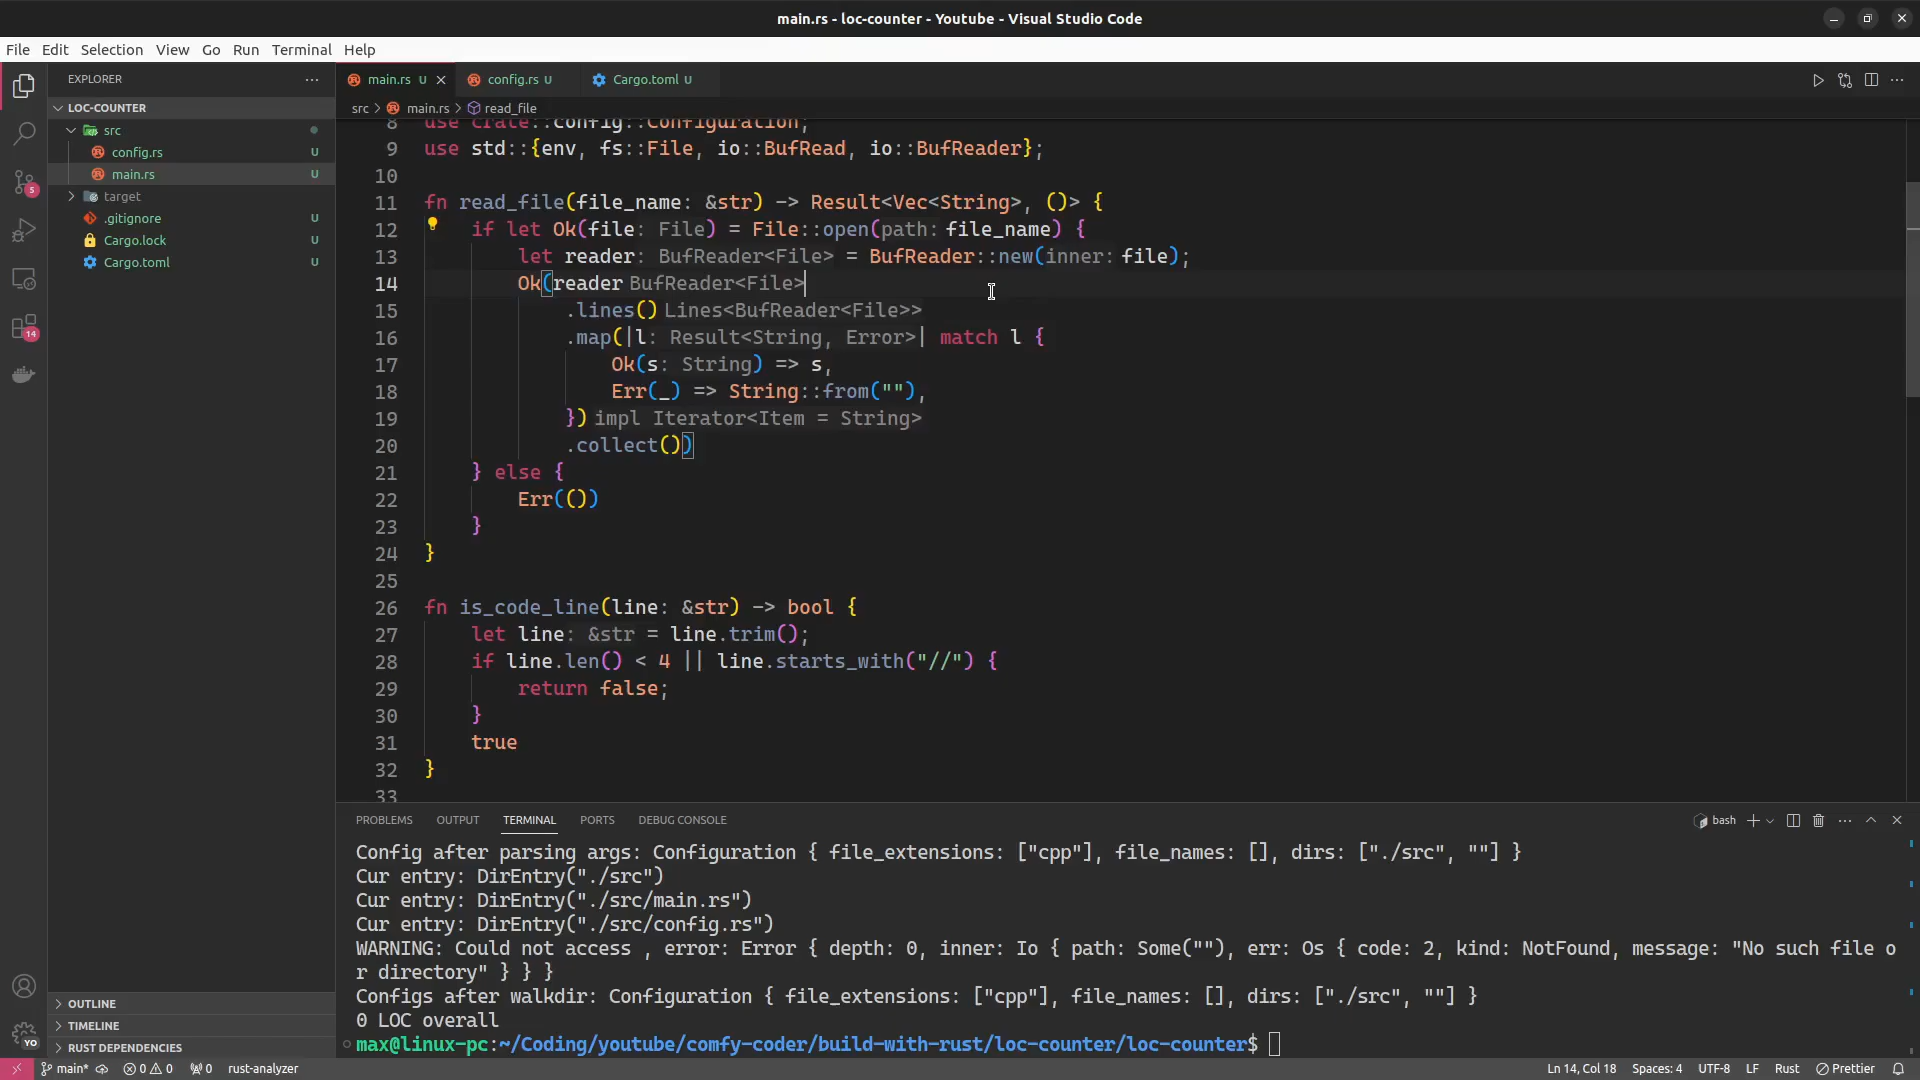 main.rs - loc-counter - Youtube - Visual Studio Code
File Edit Selection View Go Run Terminal Help
EXPLORER
LOC-COUNTER
src
config.rs U
main.rs U
target
.gitignore U
Cargo.lock U
Cargo.toml U
OUTLINE
TIMELINE
RUST DEPENDENCIES
5
14
YO
main.rs U config.rs U Cargo.toml U
src > main.rs > read_file
8 use crate::config::Configuration;
9 use std::{env, fs::File, io::BufRead, io::BufReader};
10
11 fn read_file(file_name: &str) -> Result<Vec<String>, ()> {
12 if let Ok(file: File) = File::open(path: file_name) {
13 let reader: BufReader<File> = BufReader::new(inner: file);
14 Ok(reader BufReader<File>
15 .lines() Lines<BufReader<File>>
16 .map(|l: Result<String, Error>| match l {
17 Ok(s: String) => s,
18 Err(_) => String::from(""),
19 }) impl Iterator<Item = String>
20 .collect())
21 } else {
22 Err(())
23 }
24 }
25
26 fn is_code_line(line: &str) -> bool {
27 let line: &str = line.trim();
28 if line.len() < 4 || line.starts_with("//") {
29 return false;
30 }
31 true
32 }
33
PROBLEMS OUTPUT TERMINAL PORTS DEBUG CONSOLE
bash
Config after parsing args: Configuration { file_extensions: ["cpp"], file_names: [], dirs: ["./src", ""] }
Cur entry: DirEntry("./src")
Cur entry: DirEntry("./src/main.rs")
Cur entry: DirEntry("./src/config.rs")
WARNING: Could not access , error: Error { depth: 0, inner: Io { path: Some(""), err: Os { code: 2, kind: NotFound, message: "No such file o
r directory" } } }
Configs after walkdir: Configuration { file_extensions: ["cpp"], file_names: [], dirs: ["./src", ""] }
0 LOC overall
max@linux-pc:~/Coding/youtube/comfy-coder/build-with-rust/loc-counter/loc-counter$
main* 0 0 0 rust-analyzer Ln 14, Col 18 Spaces: 4 UTF-8 LF Rust Prettier